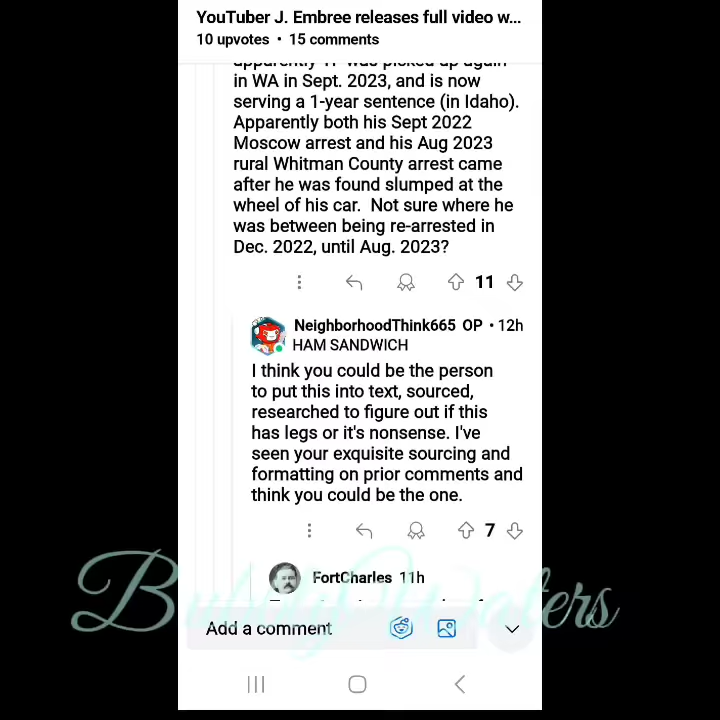 YouTuber J. Embree releases full video w...
10 upvotes • 15 comments
in WA in Sept. 2023, and is now
serving a 1-year sentence (in Idaho).
Apparently both his Sept 2022
Moscow arrest and his Aug 2023
rural Whitman County arrest came
after he was found slumped at the
wheel of his car. Not sure where he
was between being re-arrested in
Dec. 2022, until Aug. 2023?
11
NeighborhoodThink665 OP • 12h
HAM SANDWICH
I think you could be the person
to put this into text, sourced,
researched to figure out if this
has legs or it's nonsense. I've
seen your exquisite sourcing and
formatting on prior comments and
think you could be the one.
7
FortCharles 11h
Add a comment